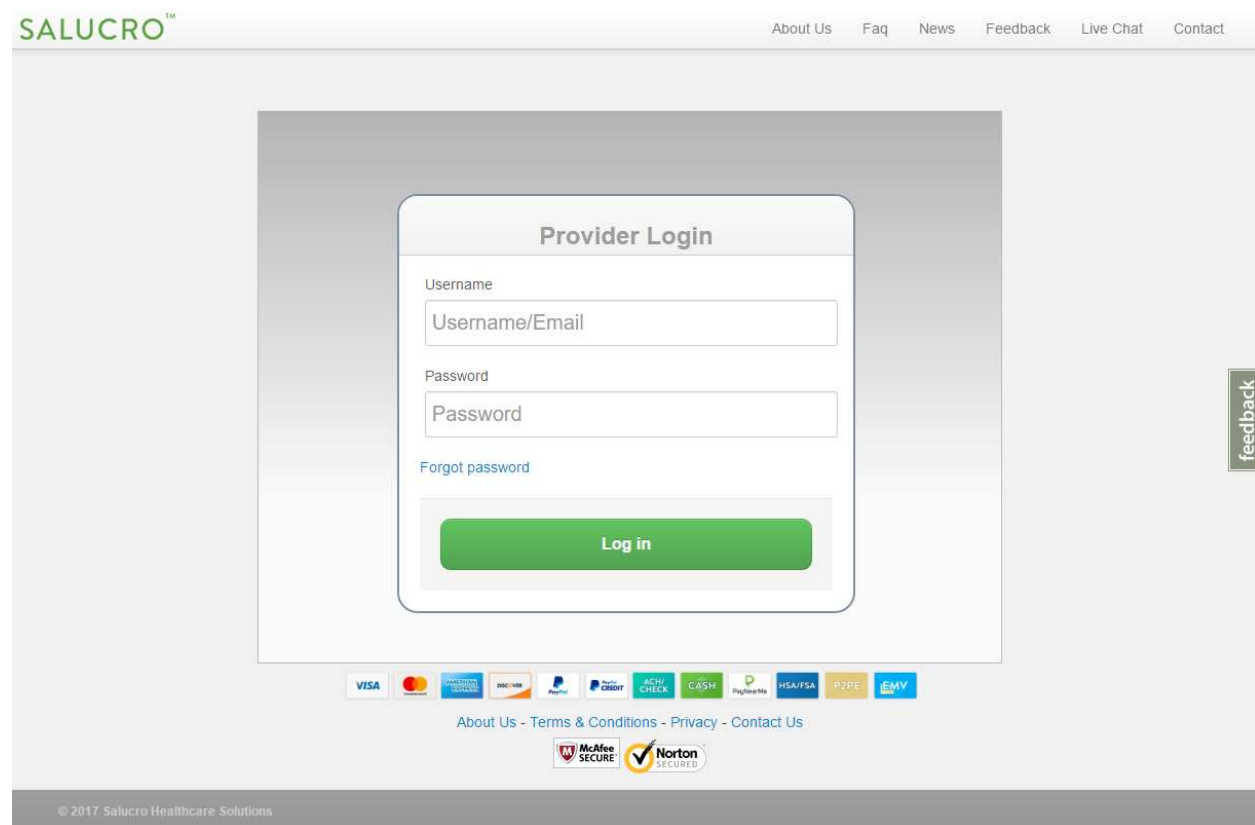 SALUCRO™
About Us Faq News Feedback Live Chat Contact
Provider Login
Username
Username/Email
Password
Password
Forgot password
Log in
feedback
VISA DISCOVER PayPal PayPal CREDIT ACH/CHECK CASH PayNearMe HSA/FSA P2PE EMV
About Us - Terms & Conditions - Privacy - Contact Us
McAfee SECURE Norton SECURED
© 2017 Salucro Healthcare Solutions